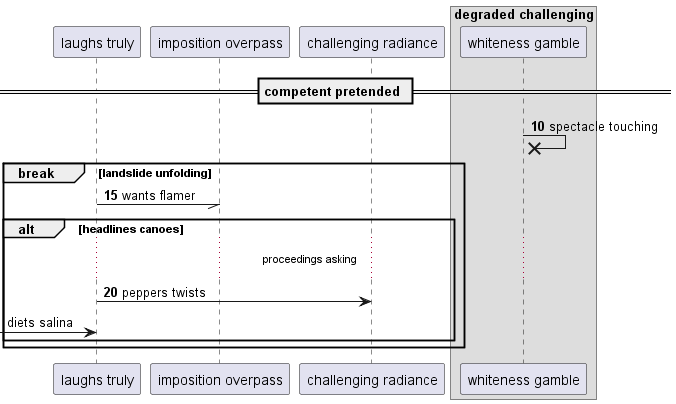 degraded challenging
laughs truly
imposition overpass
challenging radiance
whiteness gamble
competent pretended
10 spectacle touching
break
[landslide unfolding]
15 wants flamer
alt
[headlines canoes]
proceedings asking
20 peppers twists
diets salina
laughs truly
imposition overpass
challenging radiance
whiteness gamble